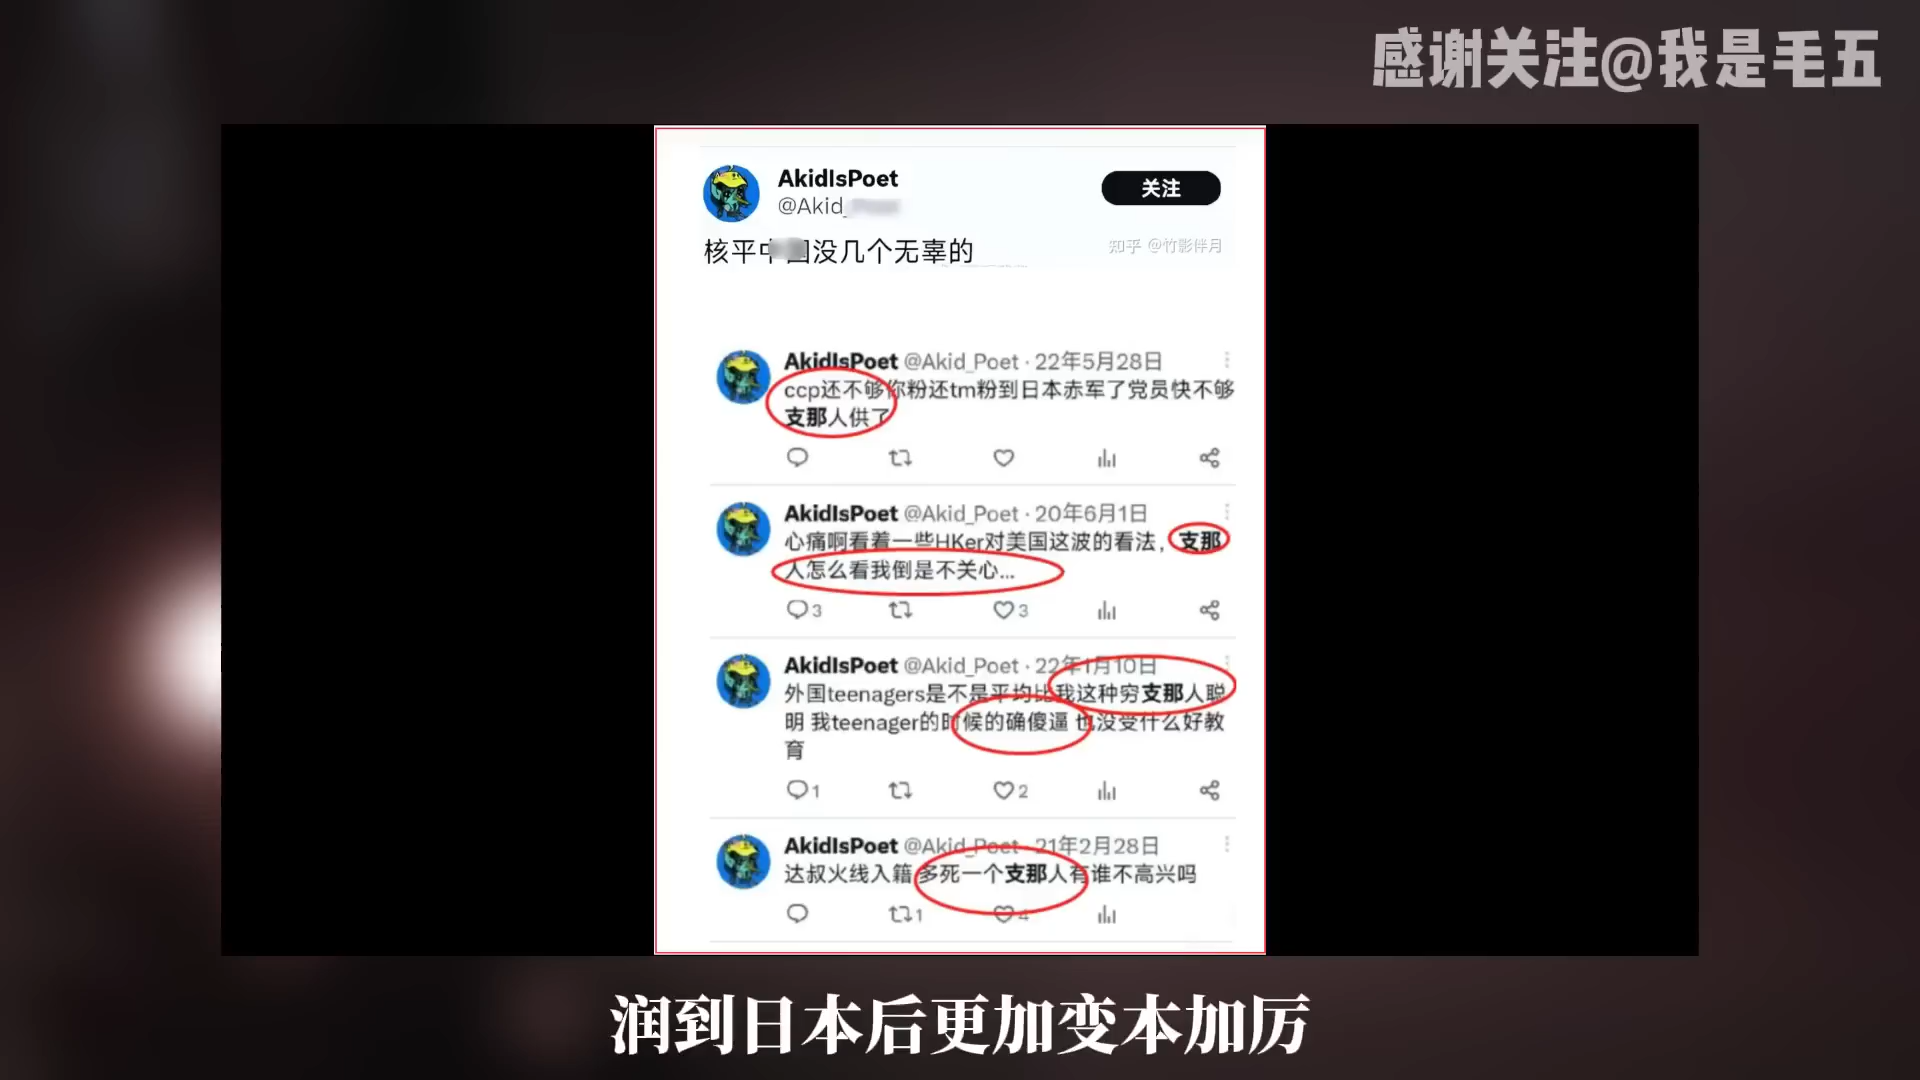 感谢关注@我是毛五
AkidIsPoet
@Akid_
关注
核平中国没几个无辜的
知乎 @竹影伴月
AkidIsPoet @Akid_Poet · 22年5月28日
ccp还不够你粉还tm粉到日本赤军了党员快不够
支那人供了
AkidIsPoet @Akid_Poet · 20年6月1日
心痛啊看着一些HKer对美国这波的看法，支那
人怎么看我倒是不关心...
3
3
AkidIsPoet @Akid_Poet · 22年1月10日
外国teenagers是不是平均比我这种穷支那人聪
明 我teenager的时候的确傻逼 也没受什么好教
育
1
2
AkidIsPoet @Akid_Poet · 21年2月28日
达叔火线入籍 多死一个支那人有谁不高兴吗
1
4
润到日本后更加变本加厉